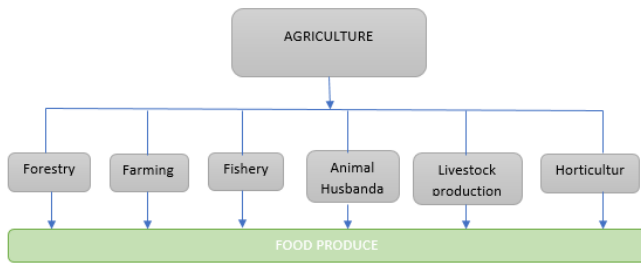 AGRICULTURE
Forestry
Farming
Fishery
Animal
Husbanda
Livestock
production
Horticultur
FOOD PRODUCE